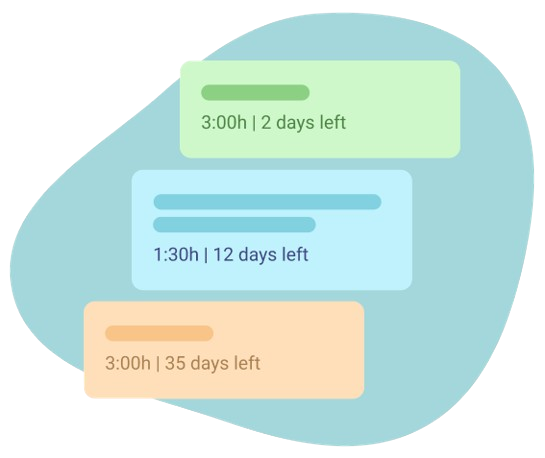 3:00h | 2 days left
1:30h | 12 days left
3:00h | 35 days left